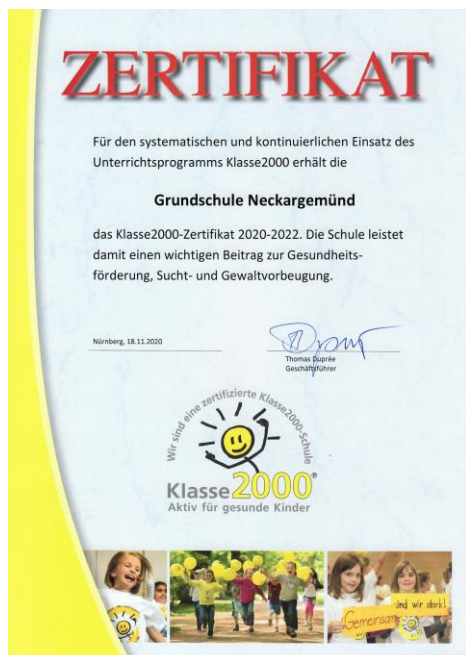 ZERTIFIKAT
Für den systematischen und kontinuierlichen Einsatz des
Unterrichtsprogramms Klasse2000 erhält die
Grundschule Neckargemünd
das Klasse2000-Zertifikat 2020-2022. Die Schule leistet
damit einen wichtigen Beitrag zur Gesundheits-
förderung, Sucht- und Gewaltvorbeugung.
Nürnberg, 18.11.2020
Thomas Duprée
Geschäftsführer
Wir sind eine zertifizierte Klasse2000-Schule
Klasse2000®
Aktiv für gesunde Kinder
Gemeinsam sind wir stark!